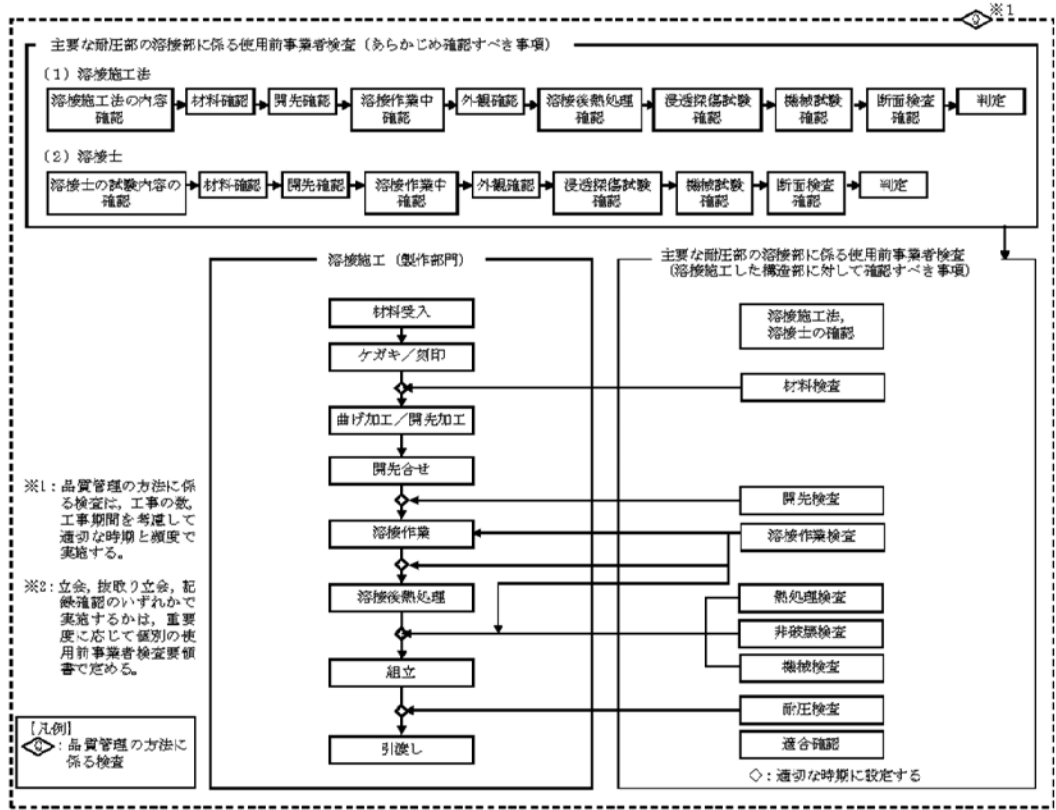 ※1
主要な耐圧部の溶接部に係る使用前事業者検査（あらかじめ確認すべき事項）
（1）溶接施工法
溶接施工法の内容
確認
材料確認
開先確認
溶接作業中
確認
外観確認
溶接後熱処理
確認
浸透探傷試験
確認
機械試験
確認
断面検査
確認
判定
（2）溶接士
溶接士の試験内容の
確認
材料確認
開先確認
溶接作業中
確認
外観確認
浸透探傷試験
確認
機械試験
確認
断面検査
確認
判定
溶接施工（製作部門）
材料受入
ケガキ／刻印
曲げ加工／開先加工
開先合せ
溶接作業
溶接後熱処理
組立
引渡し
主要な耐圧部の溶接部に係る使用前事業者検査
（溶接施工した構造部に対して確認すべき事項）
溶接施工法，
溶接士の確認
材料検査
開先検査
溶接作業検査
熱処理検査
非破壊検査
機械検査
耐圧検査
適合確認
◇：適切な時期に設定する
※1：品質管理の方法に係
る検査は，工事の数，
工事期間を考慮して
適切な時期と頻度で
実施する。
※2：立会，抜取り立会，記
録確認のいずれかで
実施するかは，重要
度に応じて個別の使
用前事業者検査要領
書で定める。
【凡例】
Q：品質管理の方法に
係る検査